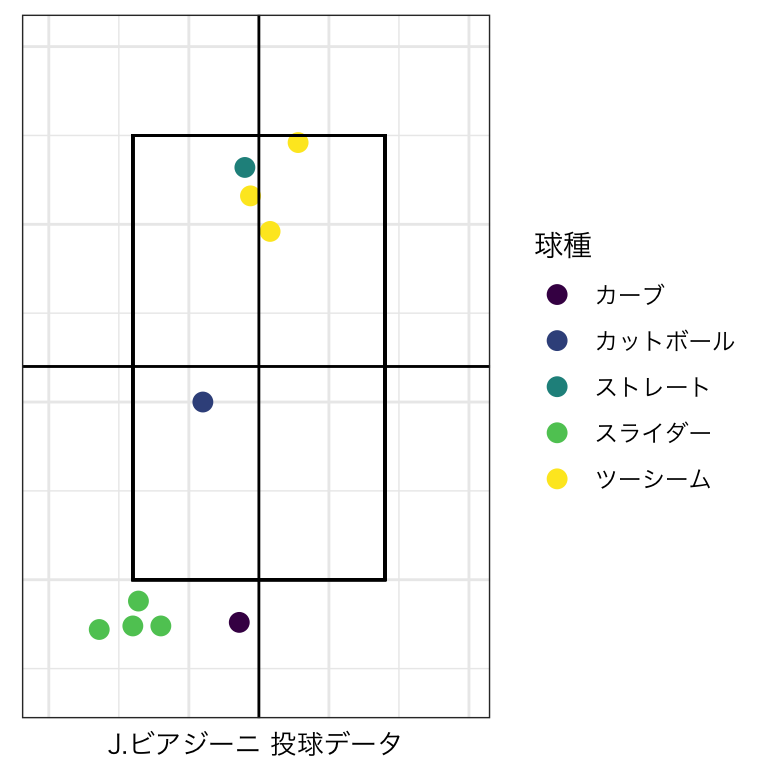 球種
カーブ
カットボール
ストレート
スライダー
ツーシーム
J.ビアジーニ 投球データ